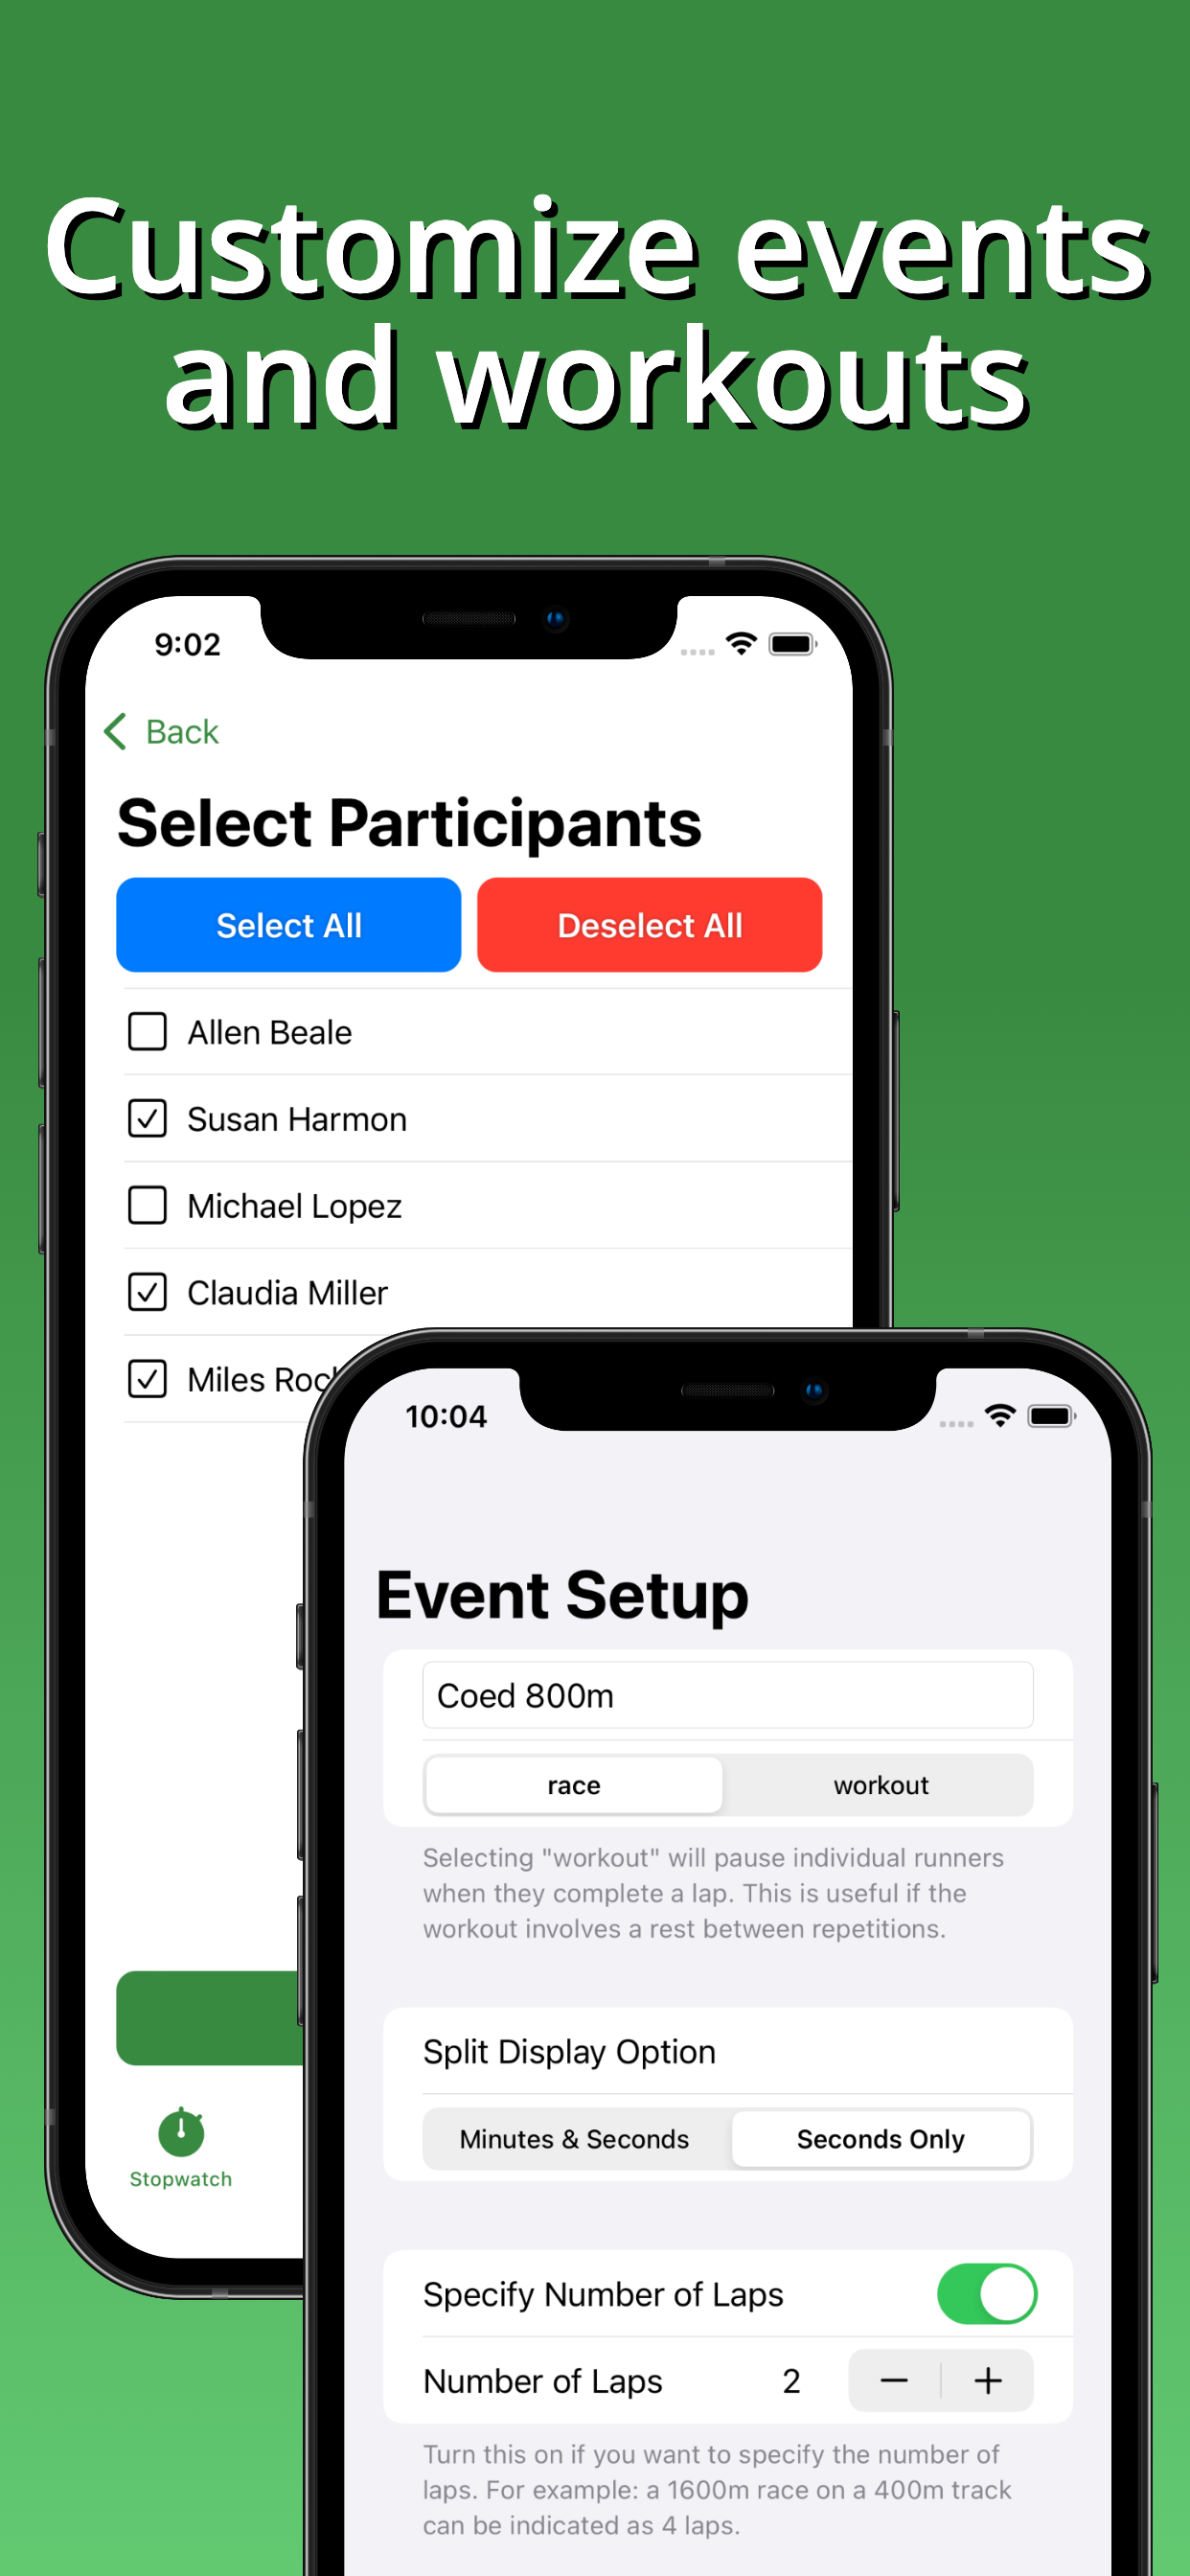 Customize events
and workouts
9:02
Back
Select Participants
Select All
Deselect All
Allen Beale
Susan Harmon
Michael Lopez
Claudia Miller
Miles
Stopwatch
10:04
Event Setup
Coed 800m
race
workout
Selecting "workout" will pause individual runners
when they complete a lap. This is useful if the
workout involves a rest between repetitions.
Split Display Option
Minutes & Seconds
Seconds Only
Specify Number of Laps
Number of Laps 2 − +
Turn this on if you want to specify the number of
laps. For example: a 1600m race on a 400m track
can be indicated as 4 laps.